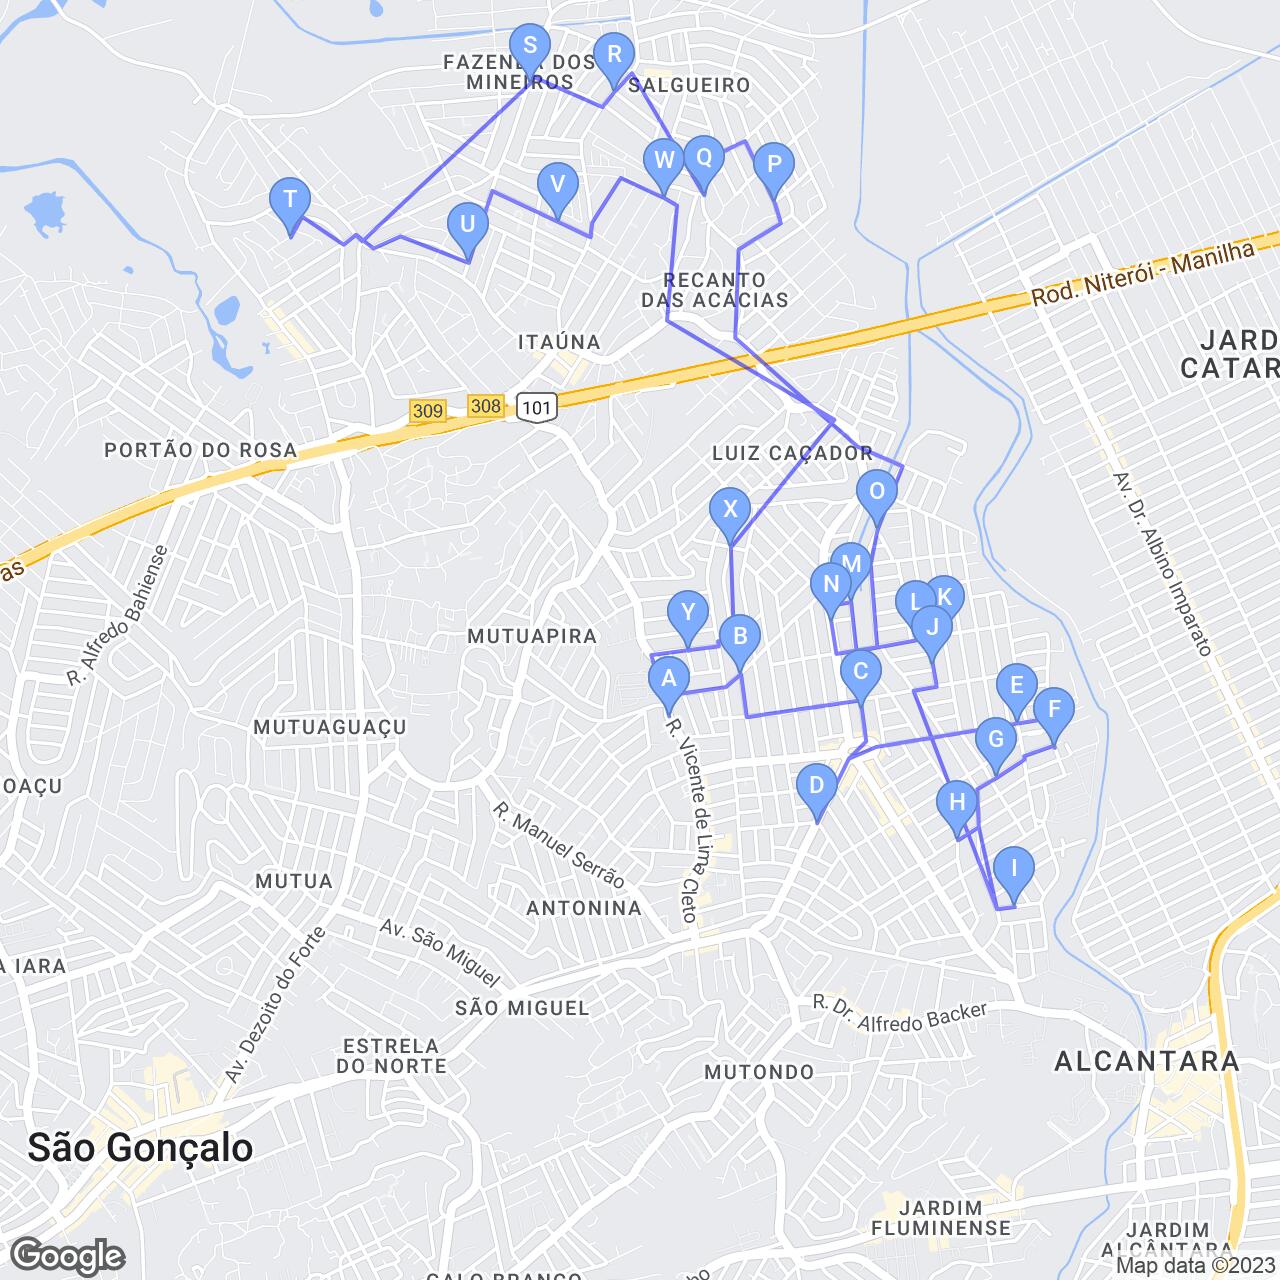 S
R
FAZENDA DOS
MINEIROS
SALGUEIRO
W
Q
P
V
T
U
RECANTO
DAS ACÁCIAS
Rod. Niterói - Manilha
ITAÚNA
JARD
CATAR
309
308
101
PORTÃO DO ROSA
LUIZ CAÇADOR
Av. Dr. Albino Imparato
O
X
as
R. Alfredo Bahiense
M
N
L
K
J
Y
B
MUTUAPIRA
A
C
E
F
MUTUAGUAÇU
R. Vicente de Lima Cleto
G
OAÇU
D
H
R. Manuel Serrão
I
MUTUA
ANTONINA
Av. São Miguel
A IARA
Av. Dezoito do Forte
SÃO MIGUEL
R. Dr. Alfredo Backer
ESTRELA
DO NORTE
ALCANTARA
MUTONDO
São Gonçalo
JARDIM
FLUMINENSE
JARDIM
ALCÂNTARA
Google
Map data ©2023